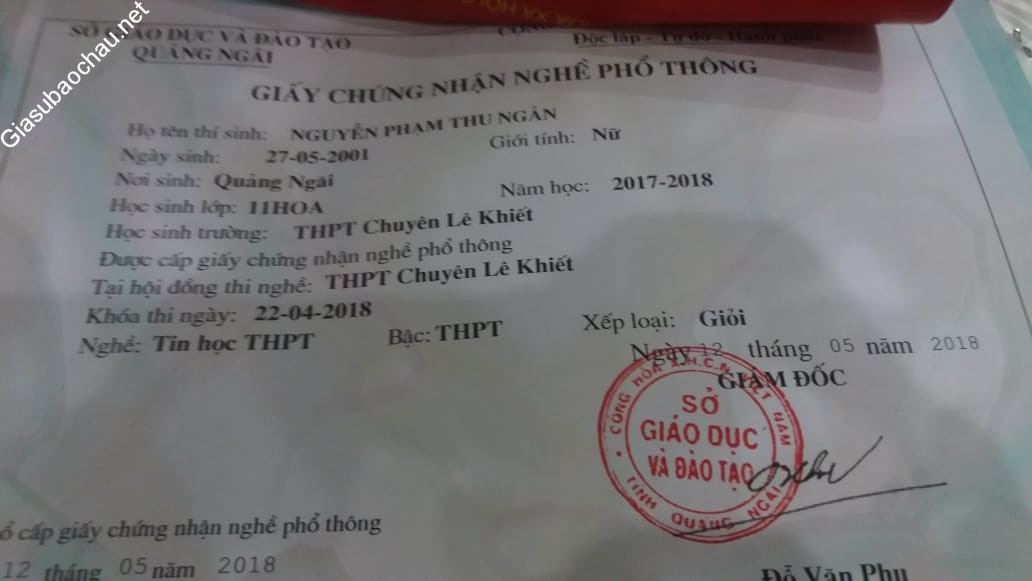 Giasubaochau.net
SỞ GIÁO DỤC VÀ ĐÀO TẠO
QUẢNG NGÃI
Độc lập - Tự do - Hạnh phúc
GIẤY CHỨNG NHẬN NGHỀ PHỔ THÔNG
Họ tên thí sinh: NGUYỄN PHẠM THU NGÂN
Giới tính: Nữ
Ngày sinh: 27-05-2001
Nơi sinh: Quảng Ngãi
Năm học: 2017-2018
Học sinh lớp: 11HOA
Học sinh trường: THPT Chuyên Lê Khiết
Được cấp giấy chứng nhận nghề phổ thông
Tại hội đồng thi nghề: THPT Chuyên Lê Khiết
Khóa thi ngày: 22-04-2018
Nghề: Tin học THPT Bậc: THPT Xếp loại: Giỏi
Ngày 12 tháng 05 năm 2018
GIÁM ĐỐC
CỘNG HÒA X.H.C.N VIỆT NAM
SỞ
GIÁO DỤC
VÀ ĐÀO TẠO
TỈNH QUẢNG NGÃI
ổ cấp giấy chứng nhận nghề phổ thông
12 tháng 05 năm 2018
Đỗ Văn Phu